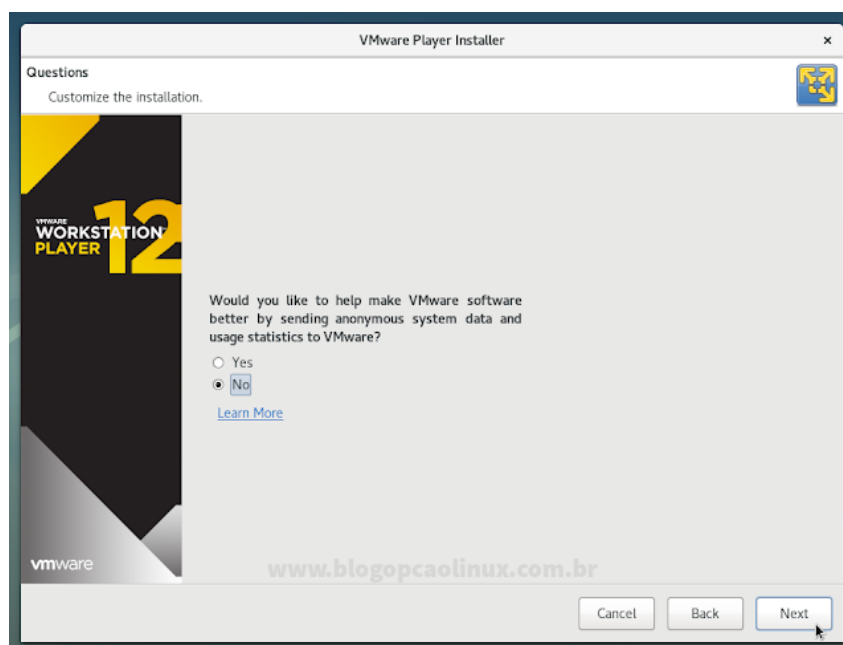 VMware Player Installer
Questions
Customize the installation.
VMWARE
WORKSTATION
PLAYER
12
Would you like to help make VMware software
better by sending anonymous system data and
usage statistics to VMware?
Yes
No
Learn More
vmware
www.blogopcaolinux.com.br
Cancel Back Next